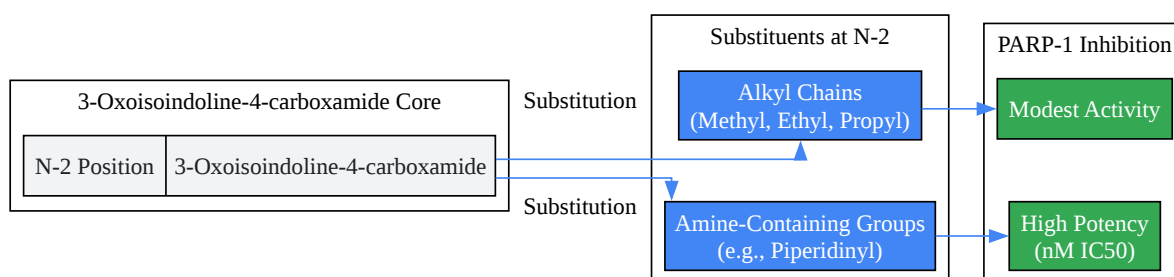 3-Oxoisoindoline-4-carboxamide Core
N-2 Position
3-Oxoisoindoline-4-carboxamide
Substitution
Substitution
Substituents at N-2
Alkyl Chains
(Methyl, Ethyl, Propyl)
Amine-Containing Groups
(e.g., Piperidinyl)
PARP-1 Inhibition
Modest Activity
High Potency
(nM IC50)